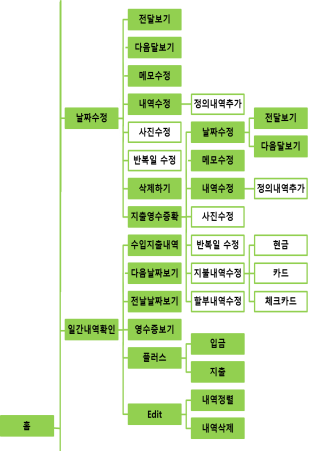 전달보기
다음달보기
메모수정
내역수정
정의내역추가
날짜수정
사진수정
날짜수정
전달보기
다음달보기
반복일 수정
메모수정
삭제하기
내역수정
정의내역추가
지출영수증확
사진수정
수입지출내역
반복일 수정
현금
다음날짜보기
지불내역수정
카드
전날날짜보기
할부내역수정
체크카드
일간내역확인
영수증보기
입금
플러스
지출
내역정렬
Edit
홈
내역삭제